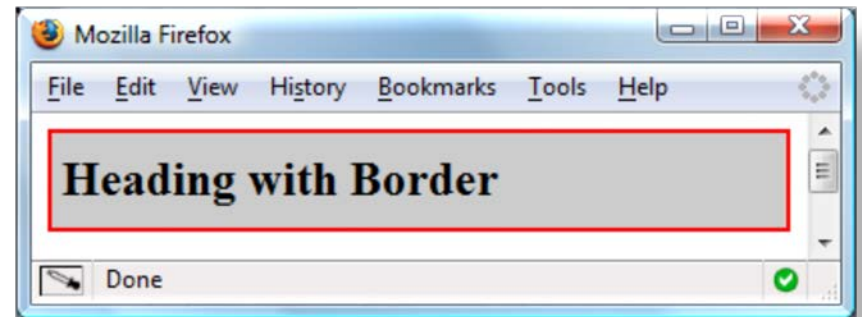 Mozilla Firefox
File Edit View History Bookmarks Tools Help
Heading with Border
Done